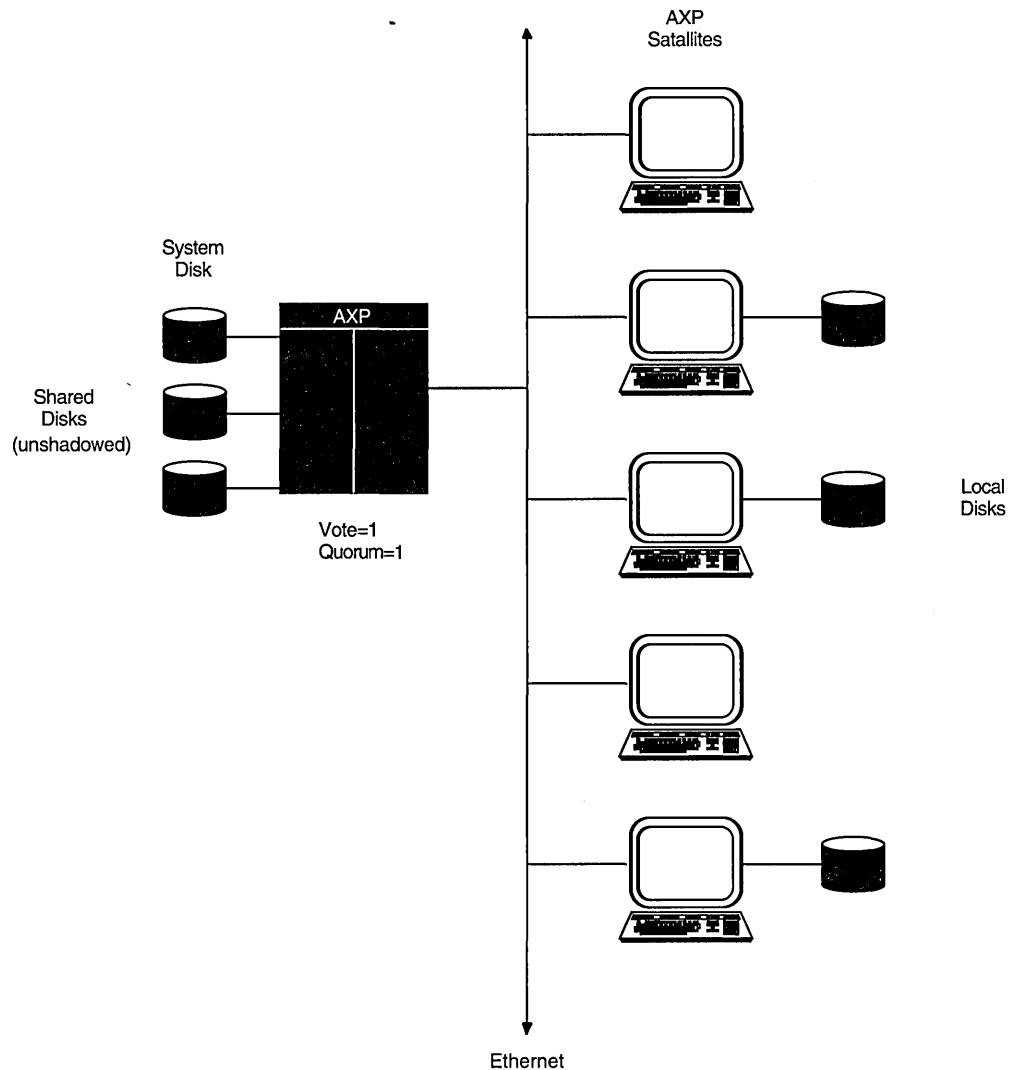 AXP
Satallites
System
Disk
AXP
Shared
Disks
(unshadowed)
Vote=1
Quorum=1
Local
Disks
Ethernet